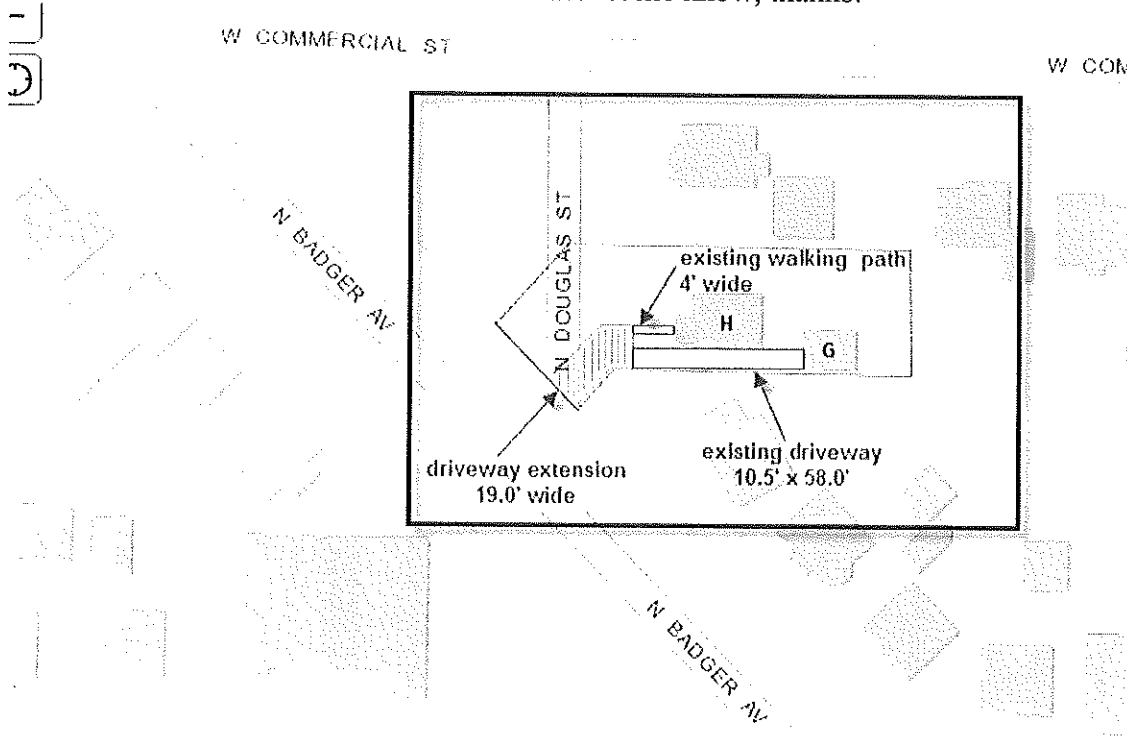 W COMMERCIAL ST
W COM
N BADGER AV
N DOUGLAS ST
existing walking path
4' wide
H
G
driveway extension
19.0' wide
existing driveway
10.5' x 58.0'
N BADGER AV